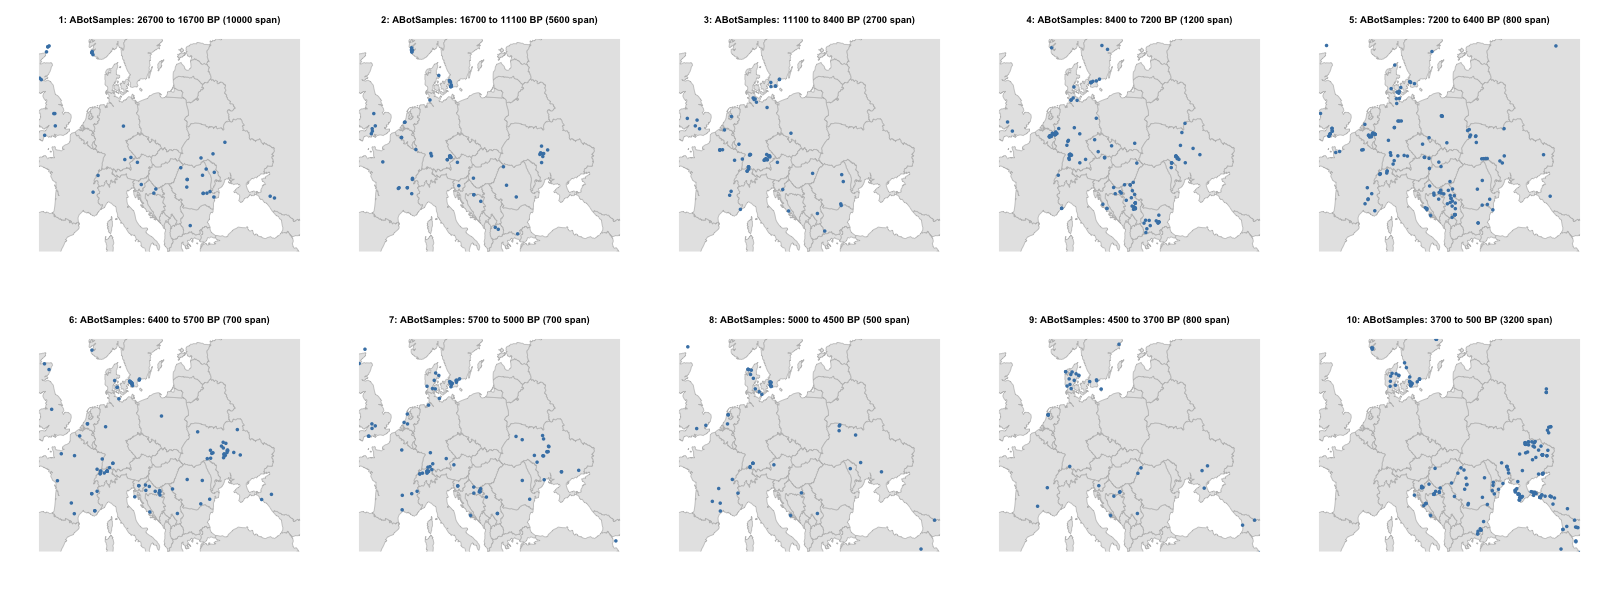 1: ABotSamples: 26700 to 16700 BP (10000 span)
2: ABotSamples: 16700 to 11100 BP (5600 span)
3: ABotSamples: 11100 to 8400 BP (2700 span)
4: ABotSamples: 8400 to 7200 BP (1200 span)
5: ABotSamples: 7200 to 6400 BP (800 span)
6: ABotSamples: 6400 to 5700 BP (700 span)
7: ABotSamples: 5700 to 5000 BP (700 span)
8: ABotSamples: 5000 to 4500 BP (500 span)
9: ABotSamples: 4500 to 3700 BP (800 span)
10: ABotSamples: 3700 to 500 BP (3200 span)